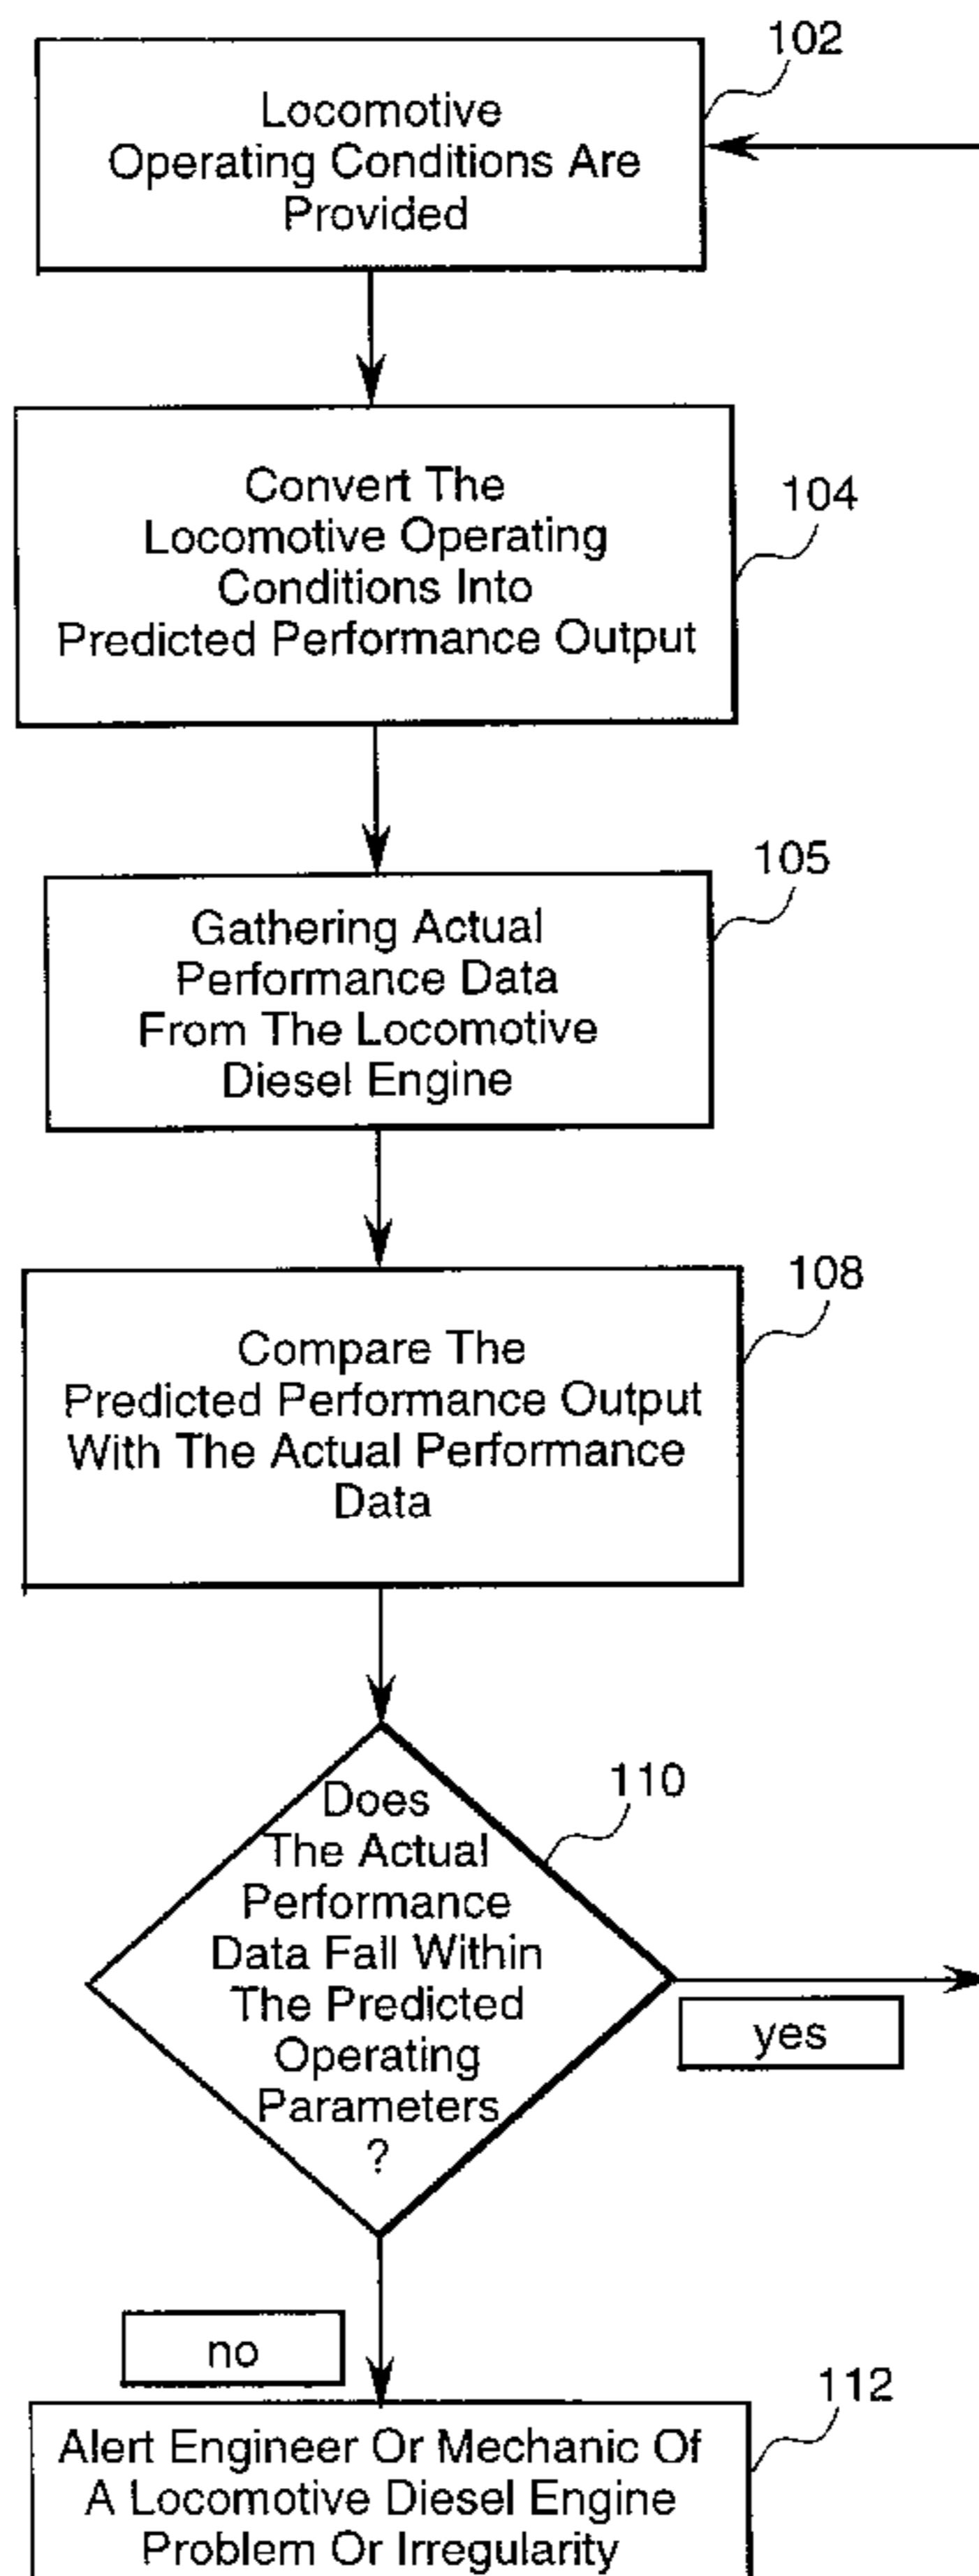 102
Locomotive
Operating Conditions Are
Provided
104
Convert The
Locomotive Operating
Conditions Into
Predicted Performance Output
105
Gathering Actual
Performance Data
From The Locomotive
Diesel Engine
108
Compare The
Predicted Performance Output
With The Actual Performance
Data
110
Does
The Actual
Performance
Data Fall Within
The Predicted
Operating
Parameters
?
yes
no
112
Alert Engineer Or Mechanic Of
A Locomotive Diesel Engine
Problem Or Irregularity